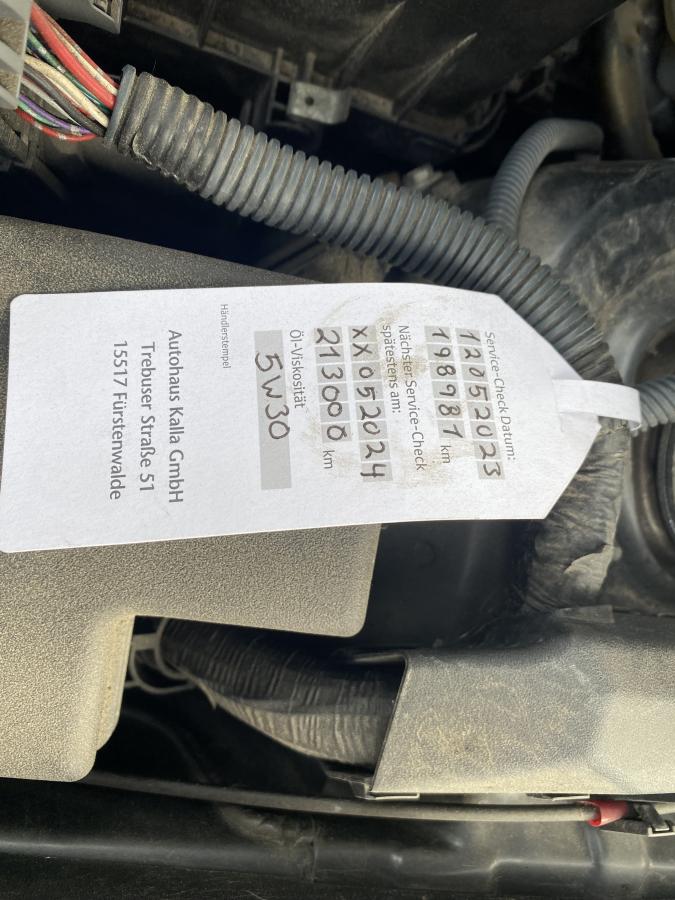 Service-Check Datum:
12052023
198981 km
Nächster Service-Check
spätestens am:
XX052024
213000 km
Öl-Viskosität
5W30
Händlerstempel
Autohaus Kalla GmbH
Trebuser Straße 51
15517 Fürstenwalde